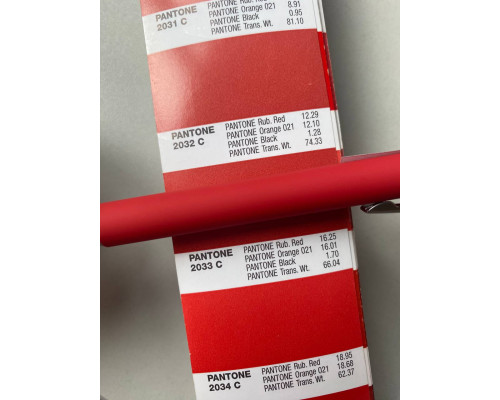 PANTONE
2031 C
PANTONE Rub. Red 8.91
PANTONE Orange 021 0.95
PANTONE Black 81.10
PANTONE Trans. Wt.
PANTONE
2032 C
PANTONE Rub. Red 12.29
PANTONE Orange 021 12.10
PANTONE Black 1.28
PANTONE Trans. Wt. 74.33
PANTONE
2033 C
PANTONE Rub. Red 16.25
PANTONE Orange 021 16.01
PANTONE Black 1.70
PANTONE Trans. Wt. 66.04
PANTONE
2034 C
PANTONE Rub. Red 18.95
PANTONE Orange 021 18.68
PANTONE Trans. Wt. 62.37